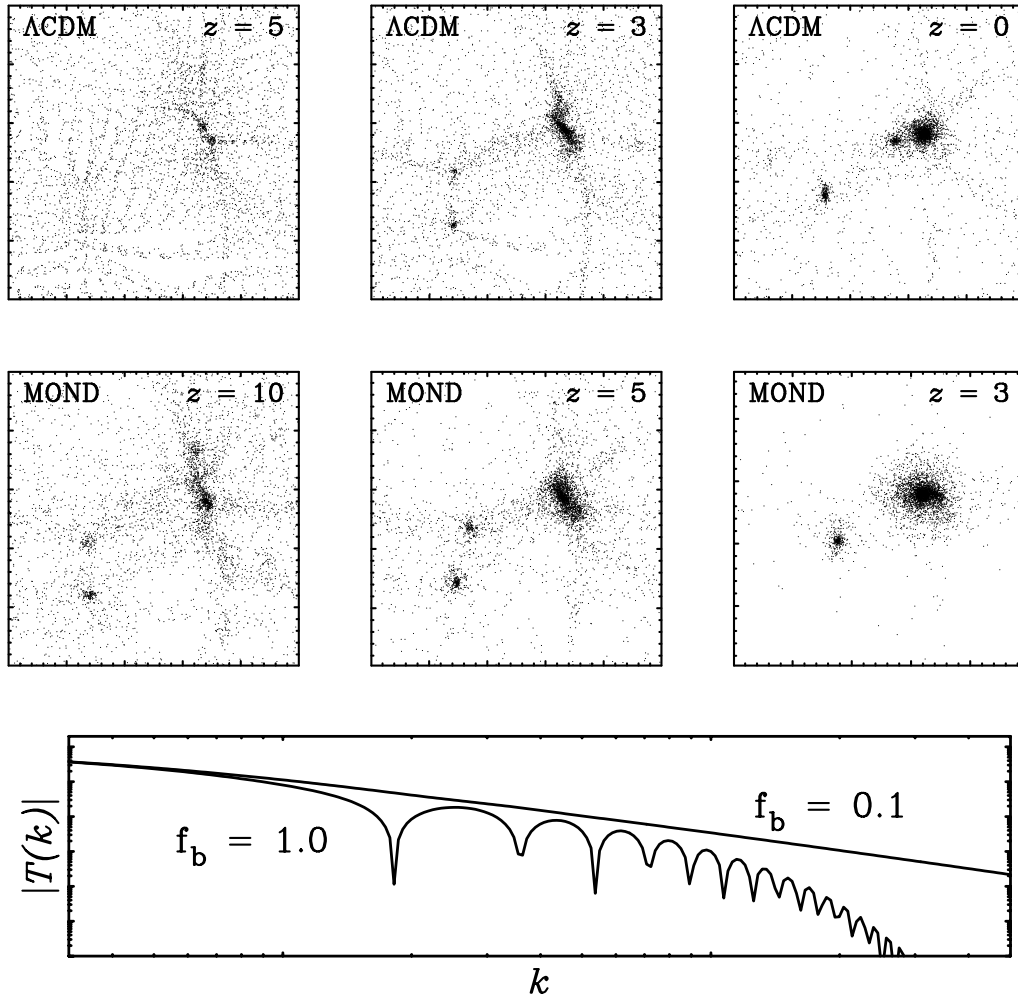 ΛCDM z = 5
ΛCDM z = 3
ΛCDM z = 0
MOND z = 10
MOND z = 5
MOND z = 3
|T(k)|
f_b = 1.0
f_b = 0.1
k